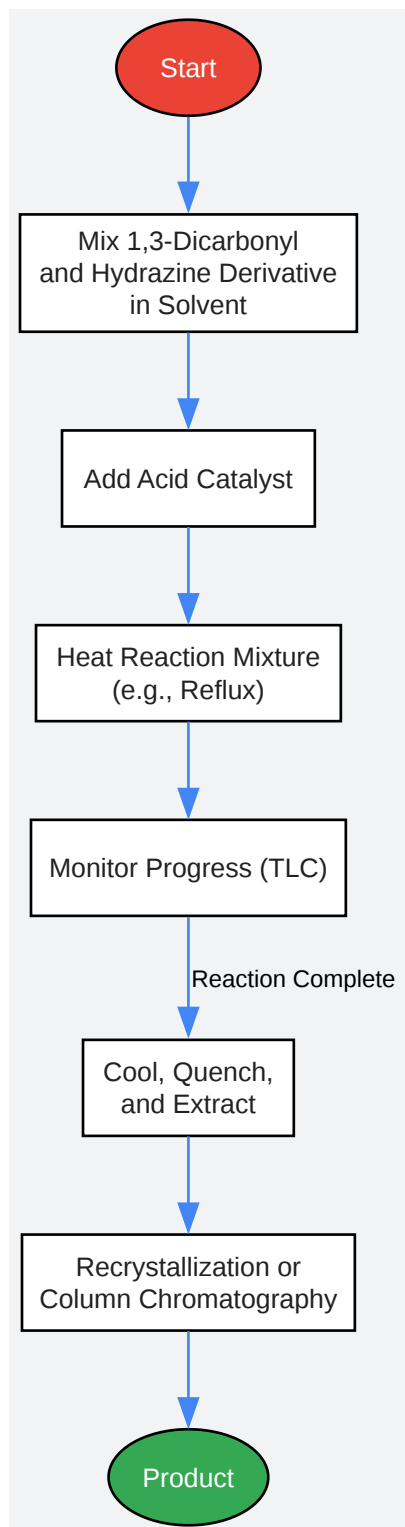 Start
Mix 1,3-Dicarbonyl
and Hydrazine Derivative
in Solvent
Add Acid Catalyst
Heat Reaction Mixture
(e.g., Reflux)
Monitor Progress (TLC)
Reaction Complete
Cool, Quench,
and Extract
Recrystallization or
Column Chromatography
Product